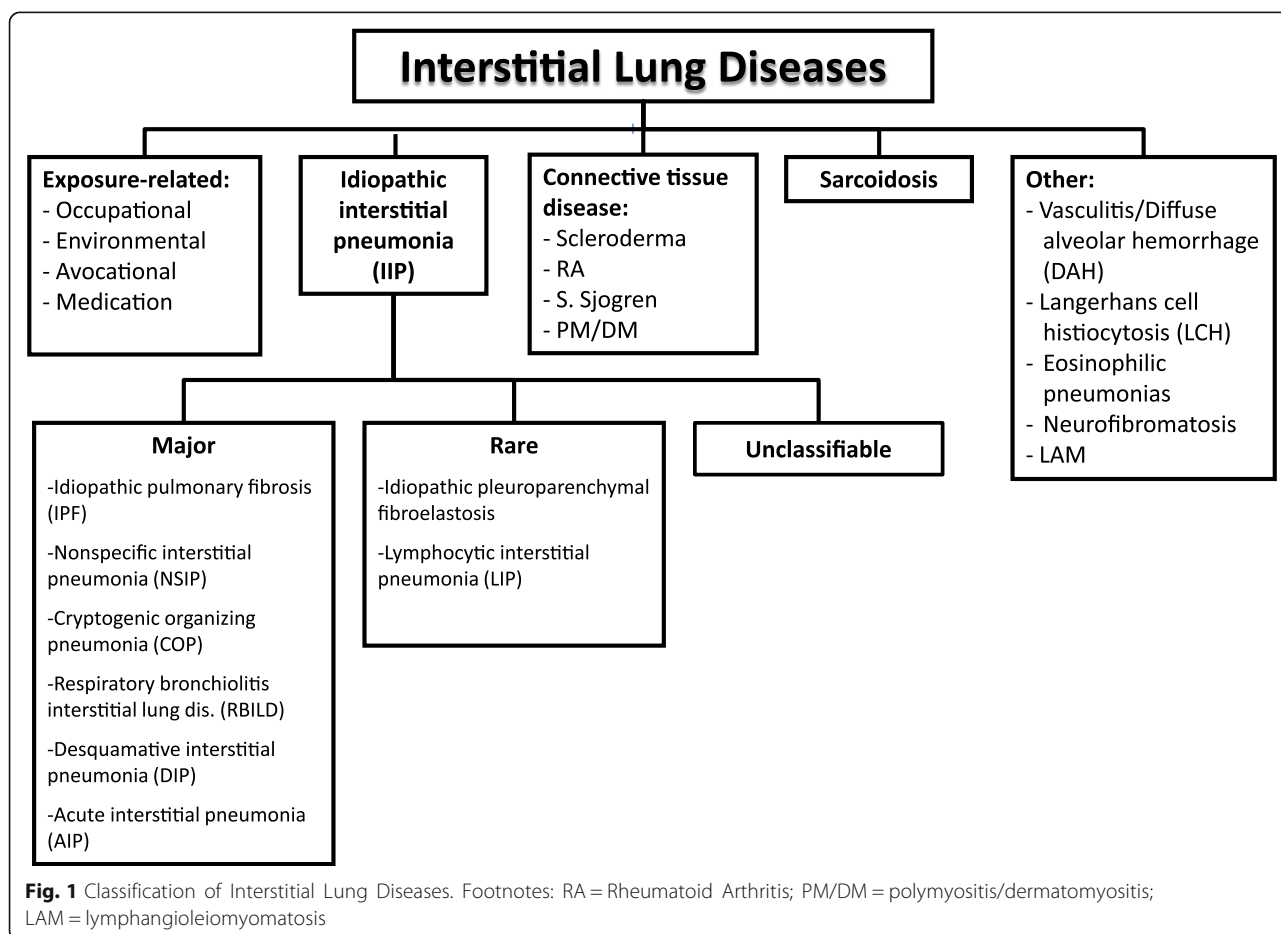 Interstitial Lung Diseases
Exposure-related:
- Occupational
- Environmental
- Avocational
- Medication
Idiopathic
interstitial
pneumonia
(IIP)
Connective tissue
disease:
- Scleroderma
- RA
- S. Sjogren
- PM/DM
Sarcoidosis
Other:
- Vasculitis/Diffuse
alveolar hemorrhage
(DAH)
- Langerhans cell
histiocytosis (LCH)
- Eosinophilic
pneumonias
- Neurofibromatosis
- LAM
Major
-Idiopathic pulmonary fibrosis
(IPF)
-Nonspecific interstitial
pneumonia (NSIP)
-Cryptogenic organizing
pneumonia (COP)
-Respiratory bronchiolitis
interstitial lung dis. (RBILD)
-Desquamative interstitial
pneumonia (DIP)
-Acute interstitial pneumonia
(AIP)
Rare
-Idiopathic pleuroparenchymal
fibroelastosis
-Lymphocytic interstitial
pneumonia (LIP)
Unclassifiable
Fig. 1 Classification of Interstitial Lung Diseases. Footnotes: RA = Rheumatoid Arthritis; PM/DM = polymyositis/dermatomyositis;
LAM = lymphangioleiomyomatosis